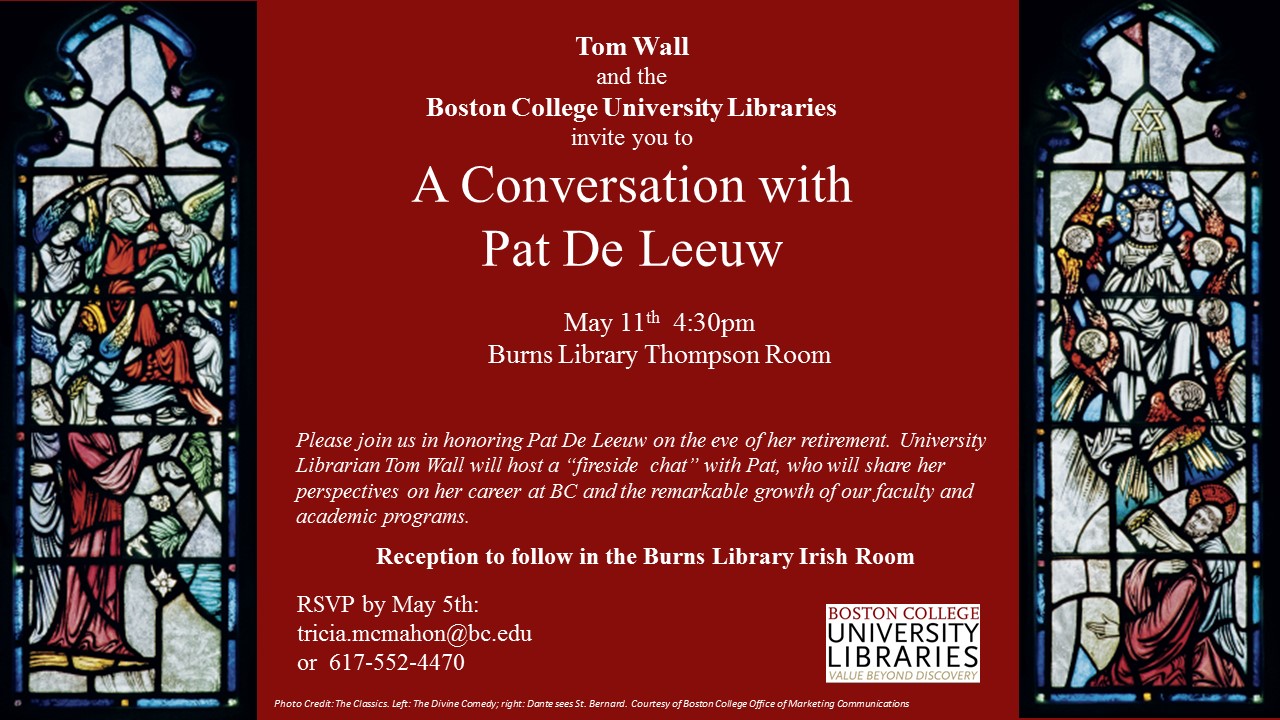 Tom Wall
and the
Boston College University Libraries
invite you to
A Conversation with
Pat De Leeuw
May 11th 4:30pm
Burns Library Thompson Room
Please join us in honoring Pat De Leeuw on the eve of her retirement. University
Librarian Tom Wall will host a “fireside chat” with Pat, who will share her
perspectives on her career at BC and the remarkable growth of our faculty and
academic programs.
Reception to follow in the Burns Library Irish Room
RSVP by May 5th:
tricia.mcmahon@bc.edu
or 617-552-4470
BOSTON COLLEGE
UNIVERSITY
LIBRARIES
VALUE BEYOND DISCOVERY
Photo Credit: The Classics. Left: The Divine Comedy; right: Dante sees St. Bernard. Courtesy of Boston College Office of Marketing Communications